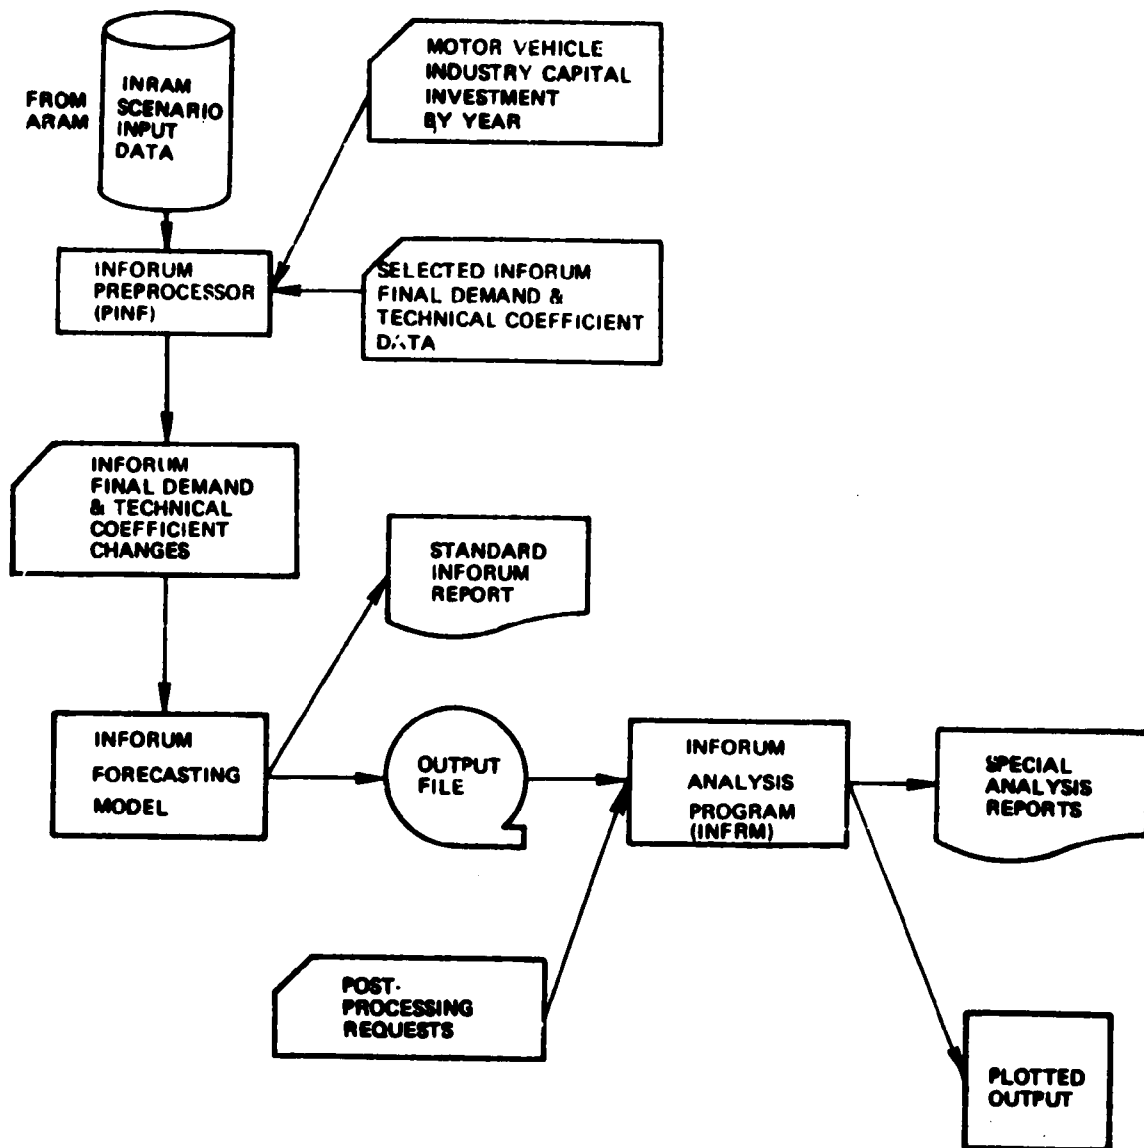 FROM
ARAM
INRAM
SCENARIO
INPUT
DATA
MOTOR VEHICLE
INDUSTRY CAPITAL
INVESTMENT
BY YEAR
INFORUM
PREPROCESSOR
(PINF)
SELECTED INFORUM
FINAL DEMAND &
TECHNICAL COEFFICIENT
DATA
INFORUM
FINAL DEMAND
& TECHNICAL
COEFFICIENT
CHANGES
STANDARD
INFORUM
REPORT
INFORUM
FORECASTING
MODEL
OUTPUT
FILE
INFORUM
ANALYSIS
PROGRAM
(INFRM)
SPECIAL
ANALYSIS
REPORTS
POST-
PROCESSING
REQUESTS
PLOTTED
OUTPUT